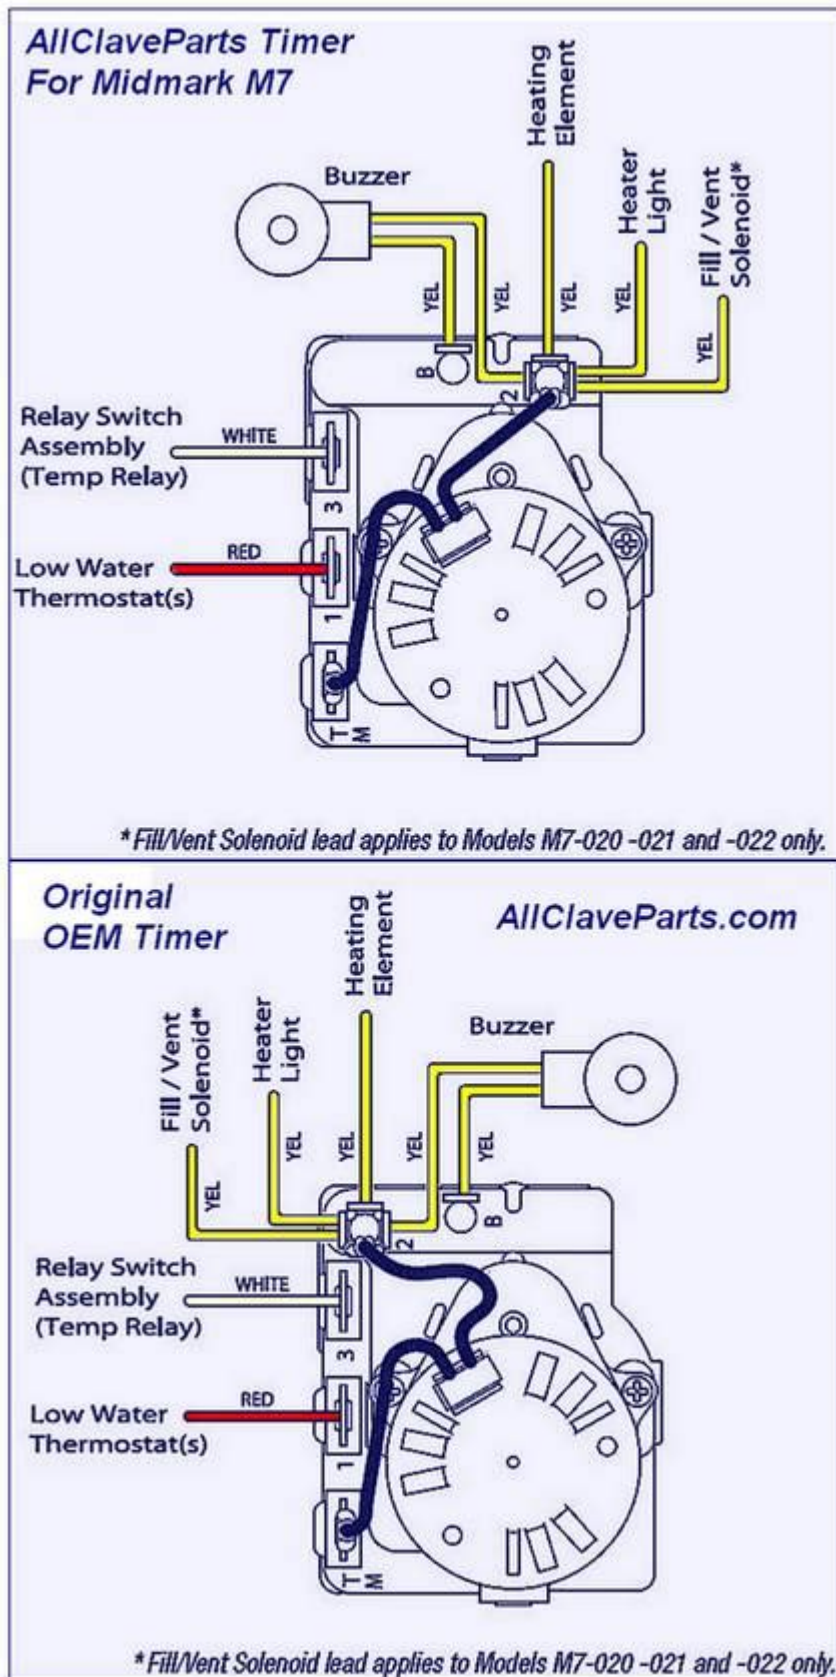 AllClaveParts Timer
For Midmark M7
Heating
Element
Buzzer
Heater
Light
Fill / Vent
Solenoid*
YEL
YEL
YEL
YEL
YEL
B
2
Relay Switch
Assembly
(Temp Relay)
WHITE
3
Low Water
Thermostat(s)
RED
1
T
M
* Fill/Vent Solenoid lead applies to Models M7-020 -021 and -022 only.
Original
OEM Timer
AllClaveParts.com
Heating
Element
Fill / Vent
Solenoid*
Heater
Light
Buzzer
YEL
YEL
YEL
YEL
YEL
B
2
Relay Switch
Assembly
(Temp Relay)
WHITE
3
Low Water
Thermostat(s)
RED
1
T
M
* Fill/Vent Solenoid lead applies to Models M7-020 -021 and -022 only.